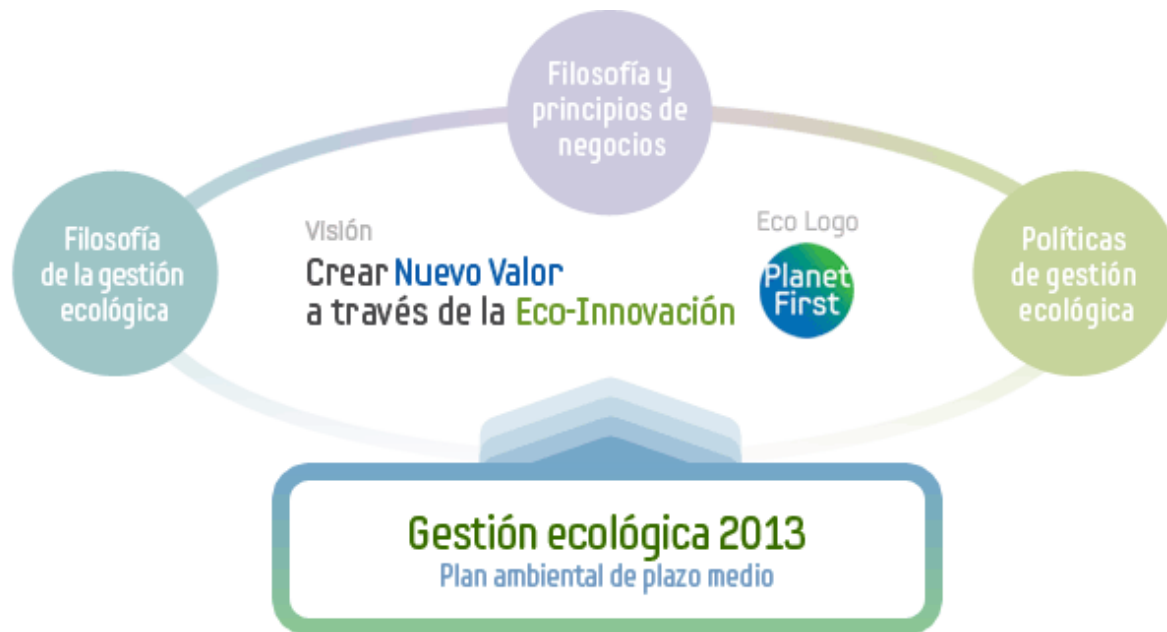 Filosofía y
principios de
negocios
Filosofía
de la gestión
ecológica
Visión
Crear Nuevo Valor
a través de la Eco-Innovación
Eco Logo
Planet
First
Políticas
de gestión
ecológica
Gestión ecológica 2013
Plan ambiental de plazo medio